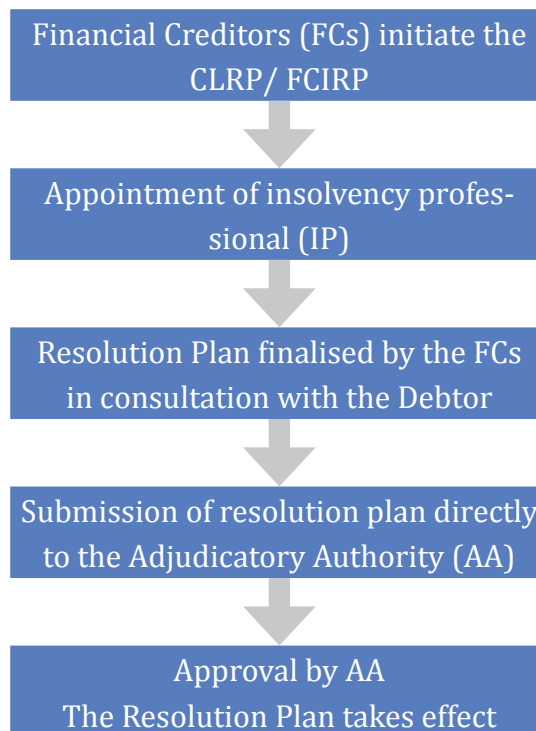 Financial Creditors (FCs) initiate the
CLRP/ FCIRP
Appointment of insolvency profes-
sional (IP)
Resolution Plan finalised by the FCs
in consultation with the Debtor
Submission of resolution plan directly
to the Adjudicatory Authority (AA)
Approval by AA
The Resolution Plan takes effect